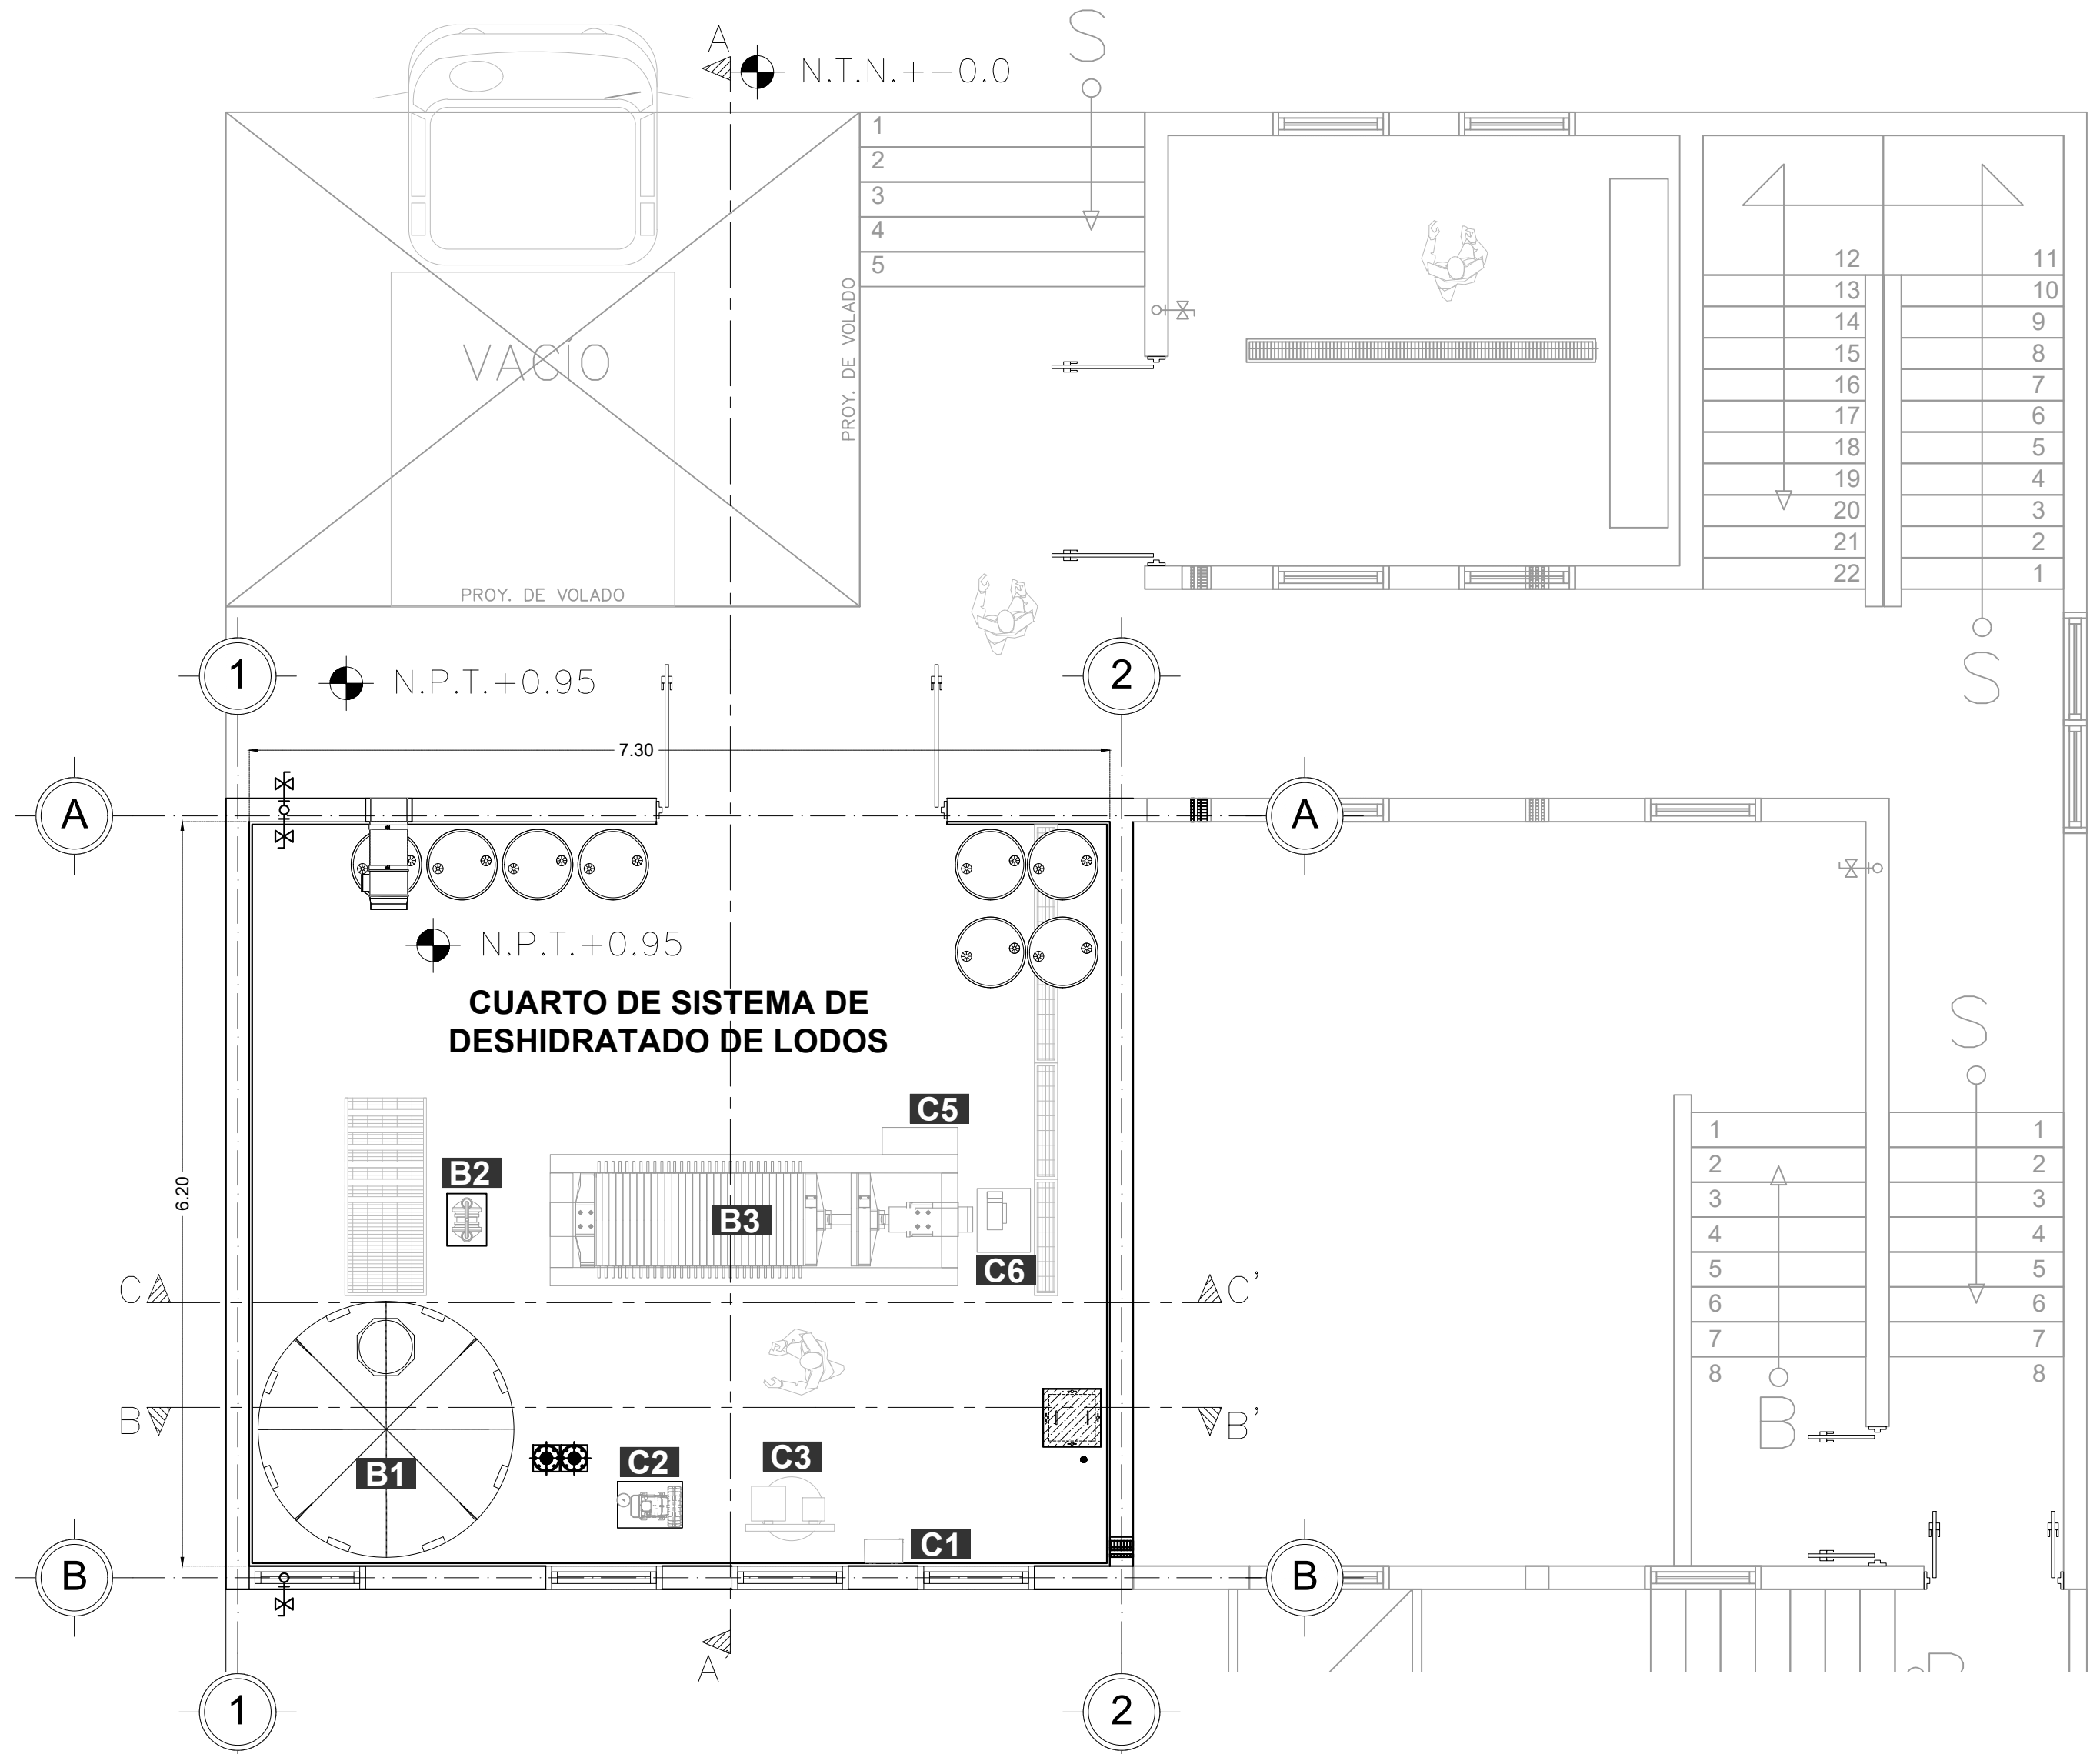 A
N.T.N.+-0.0
S
1
2
3
4
5
VACÍO
PROY. DE VOLADO
PROY. DE VOLADO
12
13
14
15
16
17
18
19
20
21
22
11
10
9
8
7
6
5
4
3
2
1
S
1
2
N.P.T.+0.95
7.30
A
A
N.P.T.+0.95
CUARTO DE SISTEMA DE
DESHIDRATADO DE LODOS
6.20
C5
B2
B3
C6
C
C'
B
B'
B1
C2
C3
C1
S
1
2
3
4
5
6
7
8
1
2
3
4
5
6
7
8
B
B
B
A'
1
2